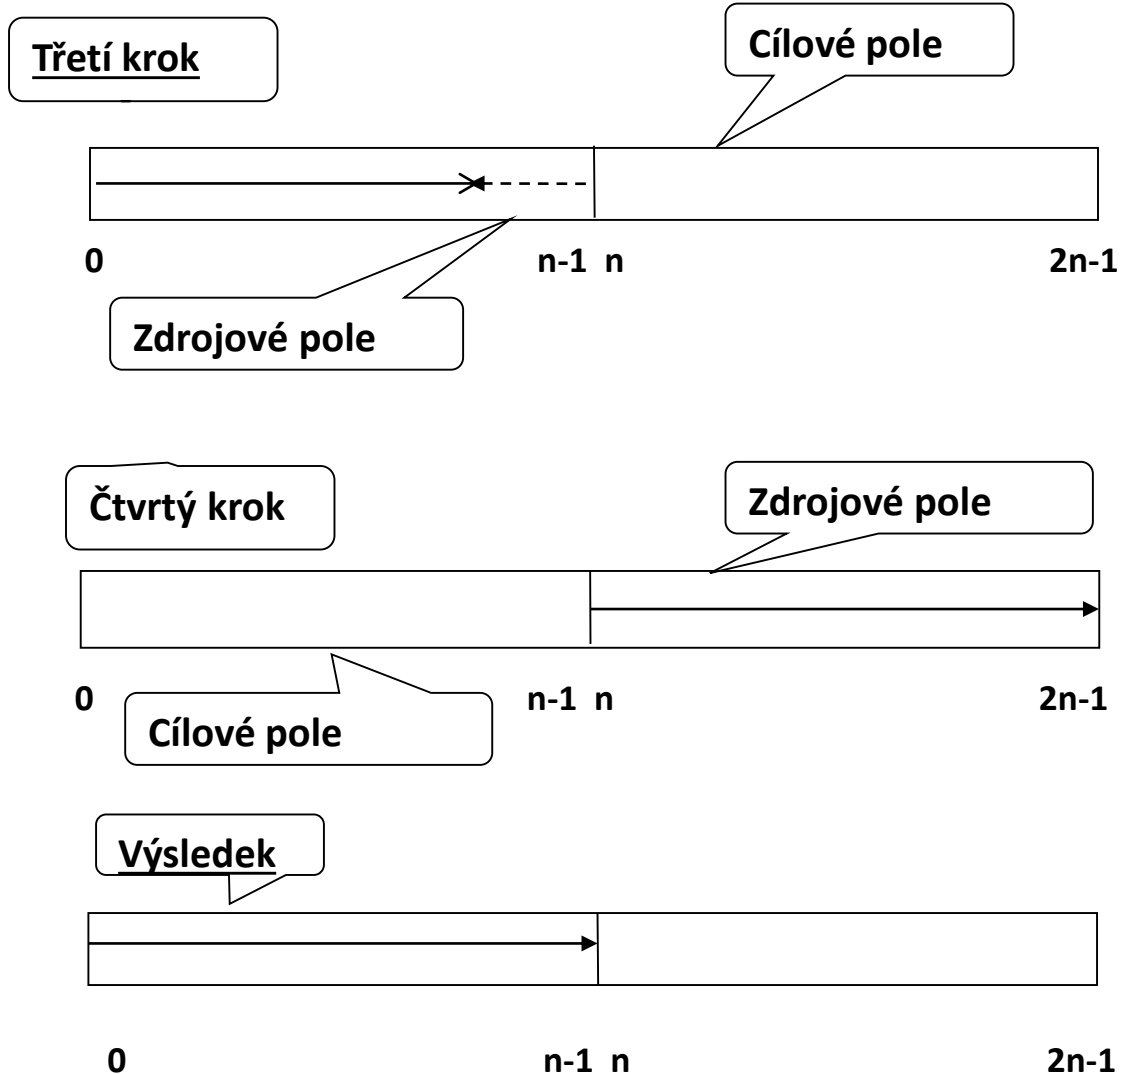 Třetí krok
Cílové pole
0
n-1 n
2n-1
Zdrojové pole
Čtvrtý krok
Zdrojové pole
0
n-1 n
2n-1
Cílové pole
Výsledek
0
n-1 n
2n-1